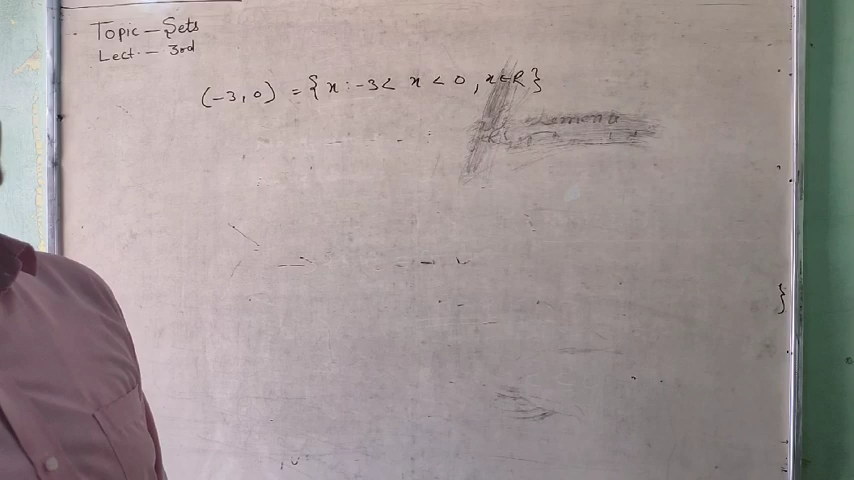 Topic - Sets
Lect. - 3rd
(-3, 0) = { x : -3 < x < 0, x ∈ R }
}